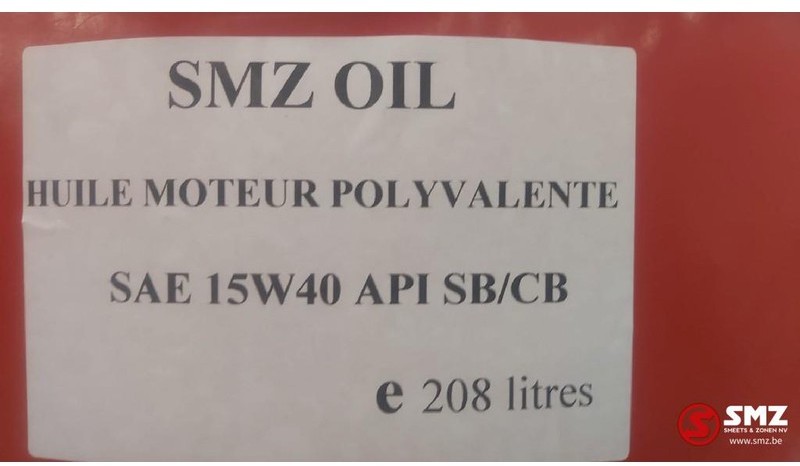 SMZ OIL
HUILE MOTEUR POLYVALENTE
SAE 15W40 API SB/CB
e 208 litres
SMZ
SMEETS & ZONEN NV
www.smz.be